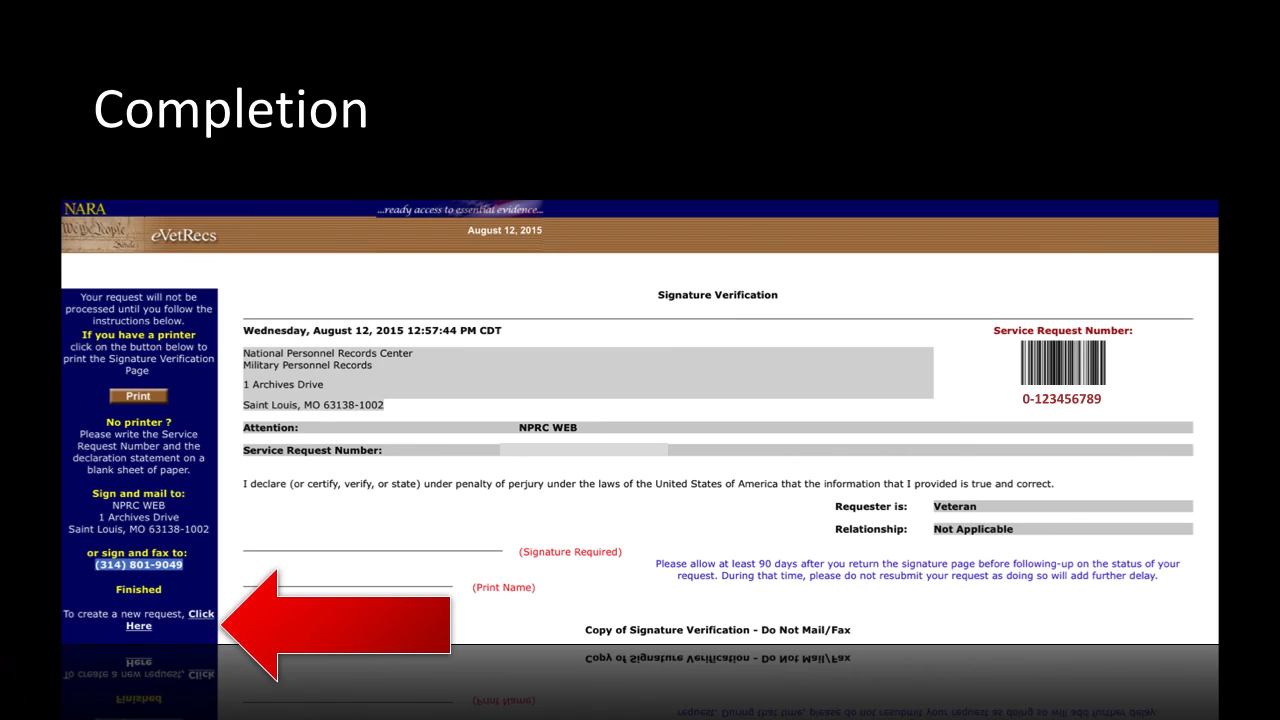 Completion
NARA
...ready access to essential evidence...
We the People
eVetRecs
August 12, 2015
Your request will not be
processed until you follow the
instructions below.
If you have a printer
click on the button below to
print the Signature Verification
Page
Print
No printer ?
Please write the Service
Request Number and the
declaration statement on a
blank sheet of paper.
Sign and mail to:
NPRC WEB
1 Archives Drive
Saint Louis, MO 63138-1002
or sign and fax to:
(314) 801-9049
Finished
To create a new request, Click
Here
Signature Verification
Wednesday, August 12, 2015 12:57:44 PM CDT
Service Request Number:
0-123456789
National Personnel Records Center
Military Personnel Records
1 Archives Drive
Saint Louis, MO 63138-1002
Attention: NPRC WEB
Service Request Number:
I declare (or certify, verify, or state) under penalty of perjury under the laws of the United States of America that the information that I provided is true and correct.
Requester is: Veteran
Relationship: Not Applicable
(Signature Required)
(Print Name)
Please allow at least 90 days after you return the signature page before following-up on the status of your
request. During that time, please do not resubmit your request as doing so will add further delay.
Copy of Signature Verification - Do Not Mail/Fax